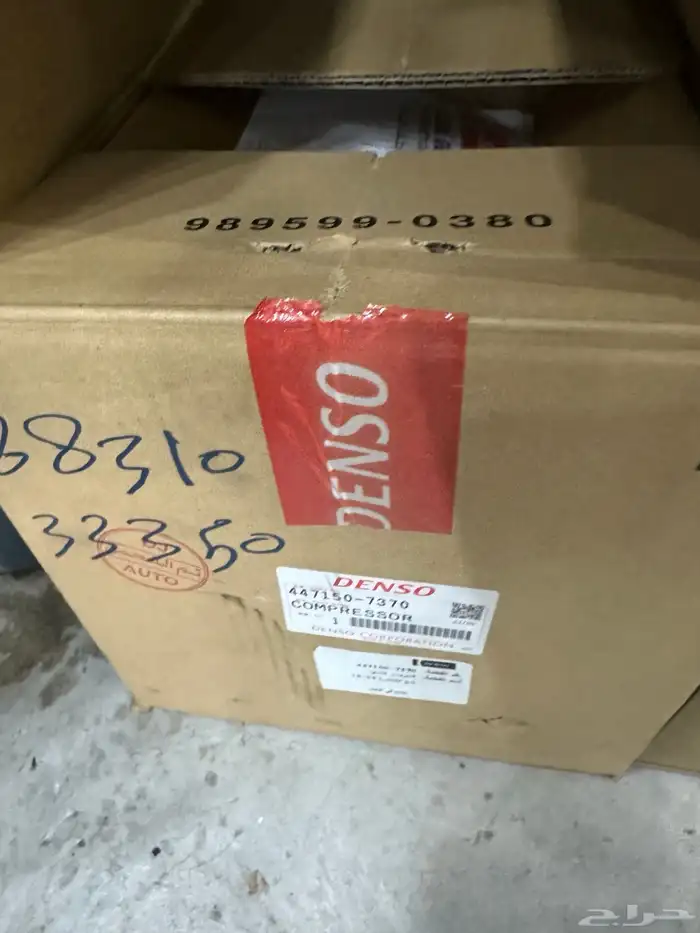 989599-0380
DENSO
88310
33350
AUTO
DENSO
447150-7370
COMPRESSOR
1
DENSO CORPORATION
حراج